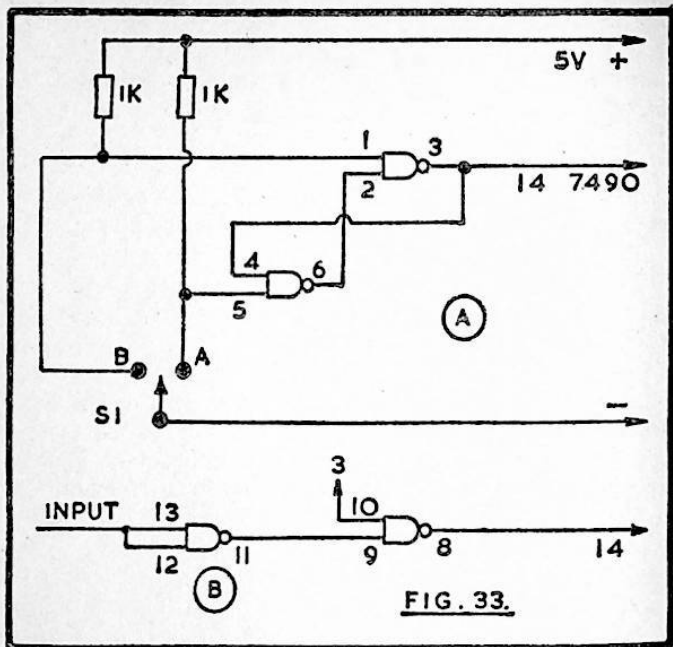 5V +
1K 1K
1 3
2
14 7490
4 6
5
A
B A
S1 −
3
INPUT 13 10
12 11 9 8 14
B
FIG. 33.